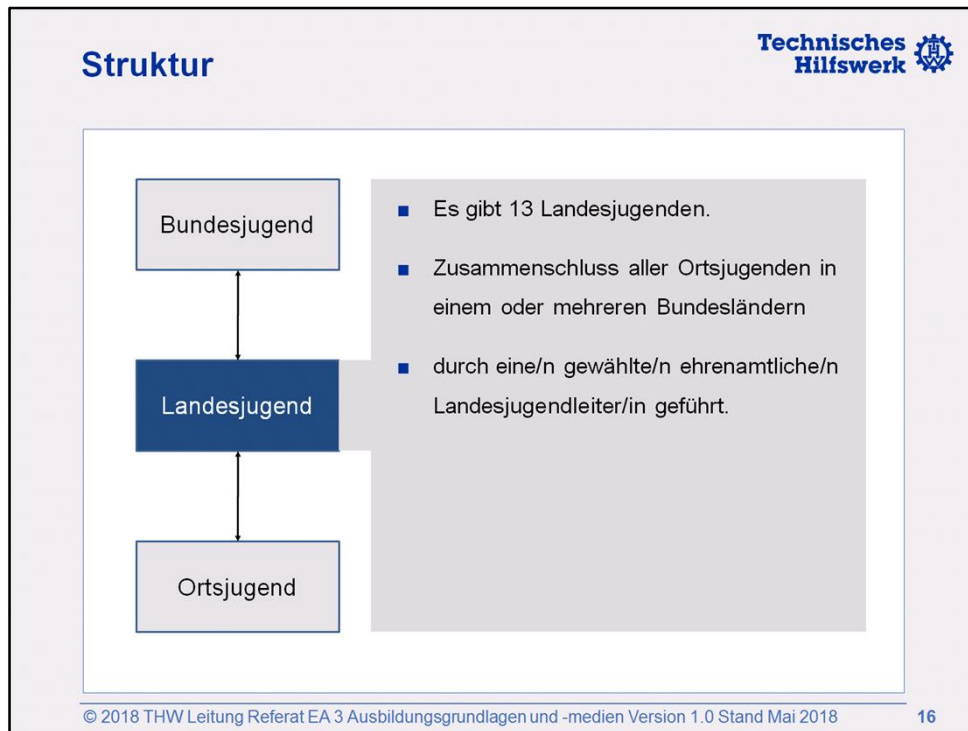 Struktur
Technisches
Hilfswerk
Bundesjugend
Landesjugend
Ortsjugend
■ Es gibt 13 Landesjugenden.
■ Zusammenschluss aller Ortsjugenden in
einem oder mehreren Bundesländern
■ durch eine/n gewählte/n ehrenamtliche/n
Landesjugendleiter/in geführt.
© 2018 THW Leitung Referat EA 3 Ausbildungsgrundlagen und -medien Version 1.0 Stand Mai 2018 16